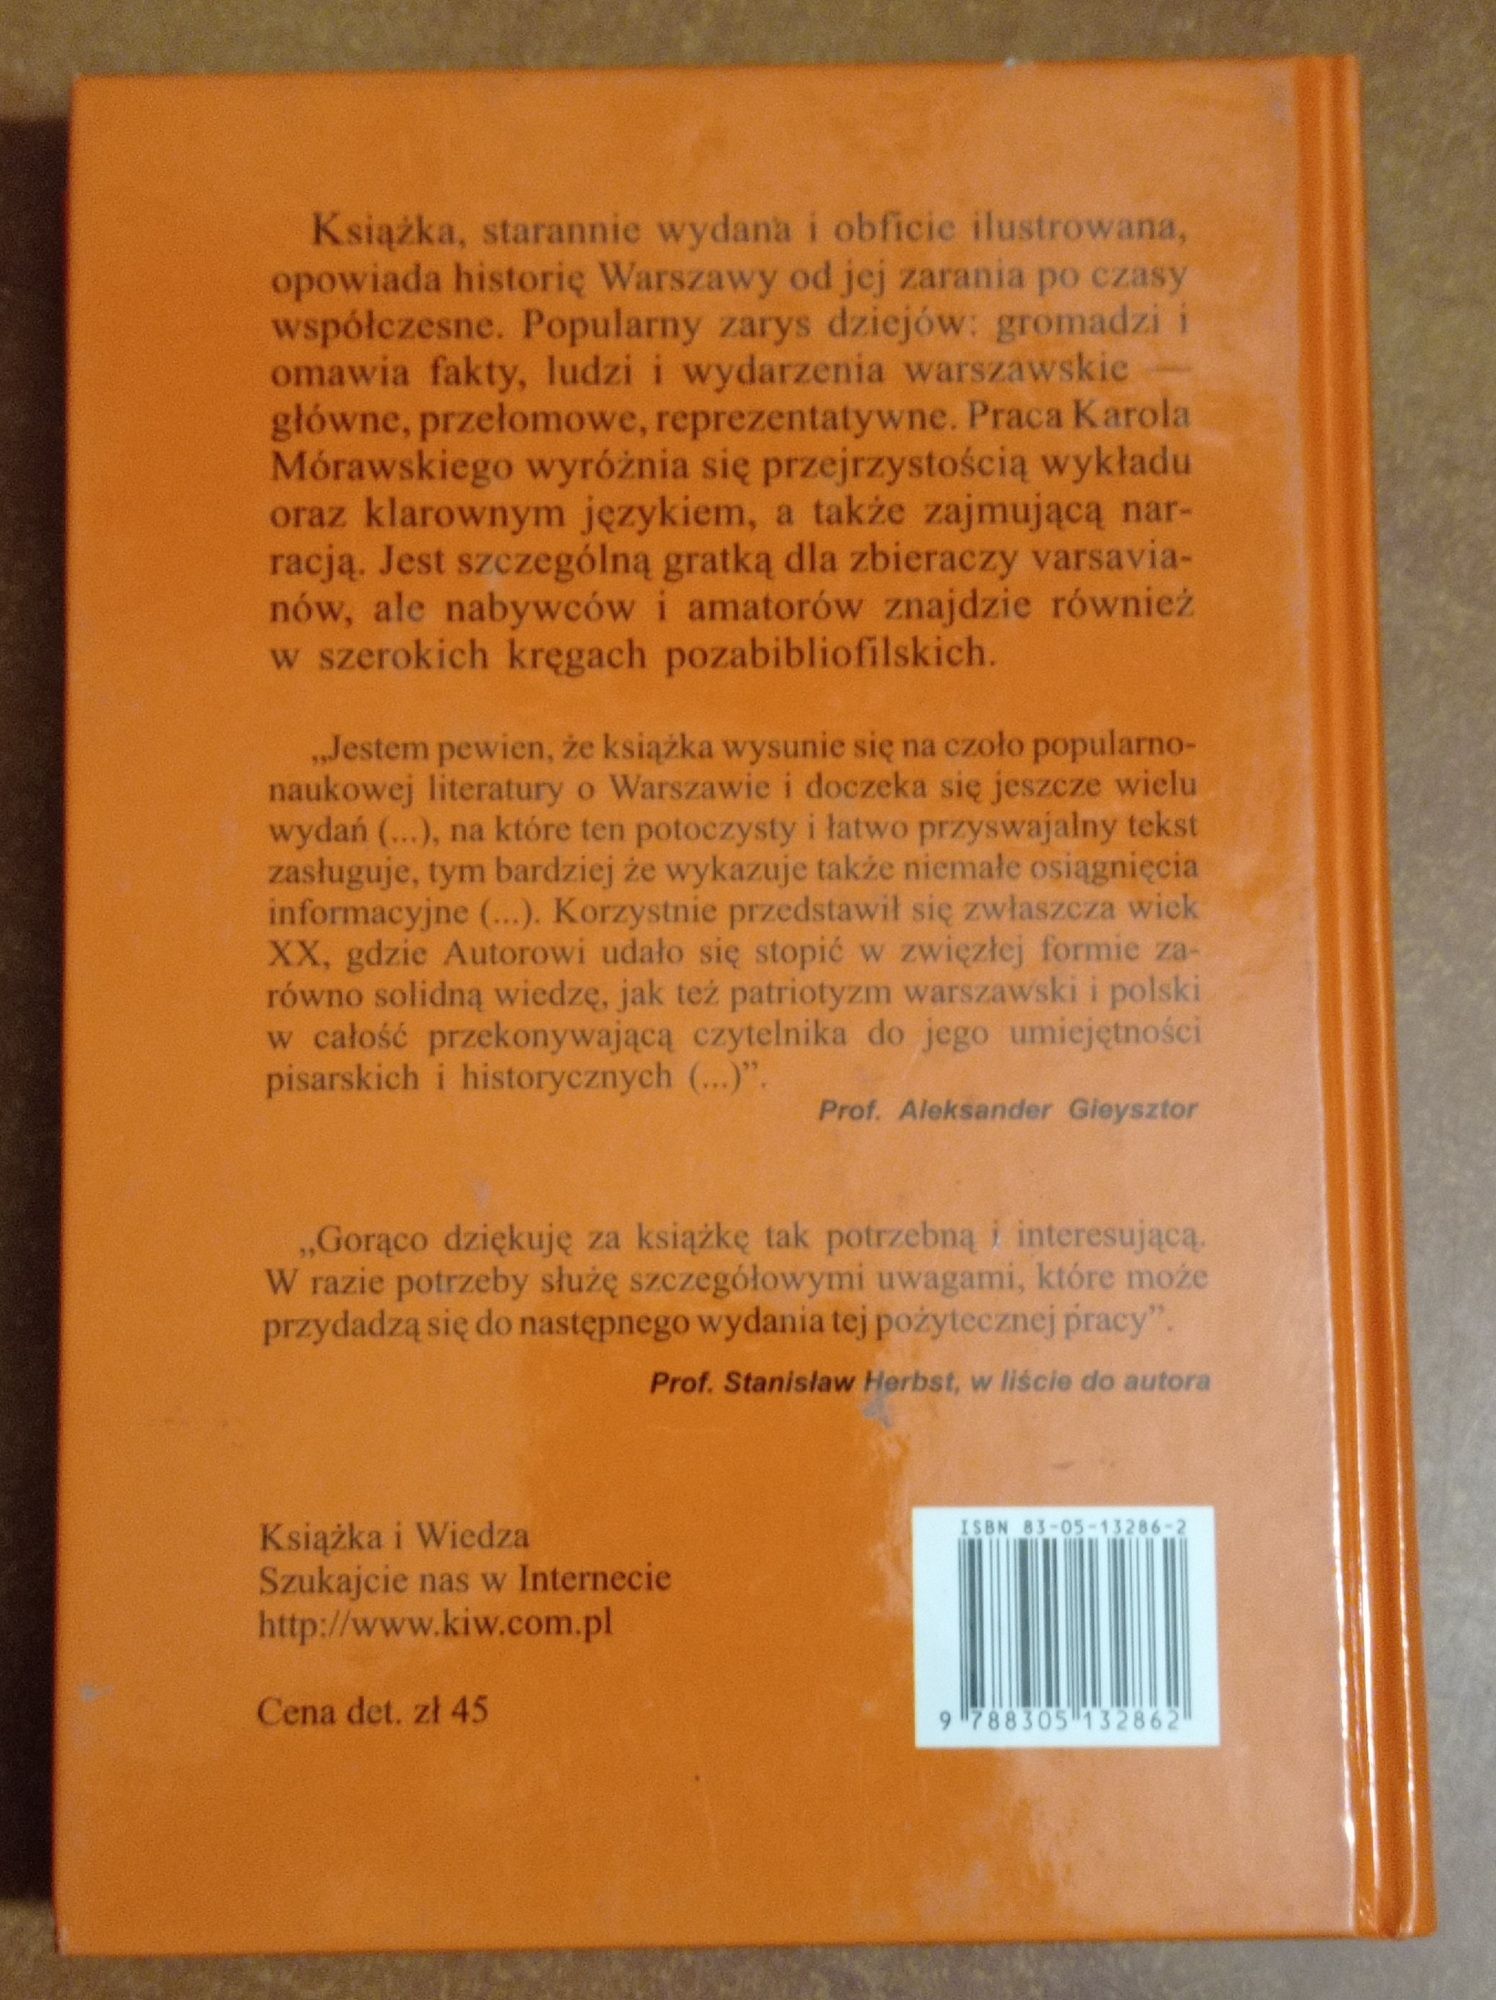 Książka, starannie wydana i obficie ilustrowana,
opowiada historię Warszawy od jej zarania po czasy
współczesne. Popularny zarys dziejów: gromadzi i
omawia fakty, ludzi i wydarzenia warszawskie —
główne, przełomowe, reprezentatywne. Praca Karola
Mórawskiego wyróżnia się przejrzystością wykładu
oraz klarownym językiem, a także zajmującą nar-
racją. Jest szczególną gratką dla zbieraczy varsavia-
nów, ale nabywców i amatorów znajdzie również
w szerokich kręgach pozabibliofilskich.
„Jestem pewien, że książka wysunie się na czoło popularno-
naukowej literatury o Warszawie i doczeka się jeszcze wielu
wydań (...), na które ten potoczysty i łatwo przyswajalny tekst
zasługuje, tym bardziej że wykazuje także niemałe osiągnięcia
informacyjne (...). Korzystnie przedstawił się zwłaszcza wiek
XX, gdzie Autorowi udało się stopić w zwięzłej formie za-
równo solidną wiedzę, jak też patriotyzm warszawski i polski
w całość przekonywającą czytelnika do jego umiejętności
pisarskich i historycznych (...)”.
Prof. Aleksander Gieysztor
„Gorąco dziękuję za książkę tak potrzebną i interesującą.
W razie potrzeby służę szczegółowymi uwagami, które może
przydadzą się do następnego wydania tej pożytecznej pracy”.
Prof. Stanisław Herbst, w liście do autora
Książka i Wiedza
Szukajcie nas w Internecie
http://www.kiw.com.pl
Cena det. zł 45
ISBN 83-05-13286-2
9 788305 132862